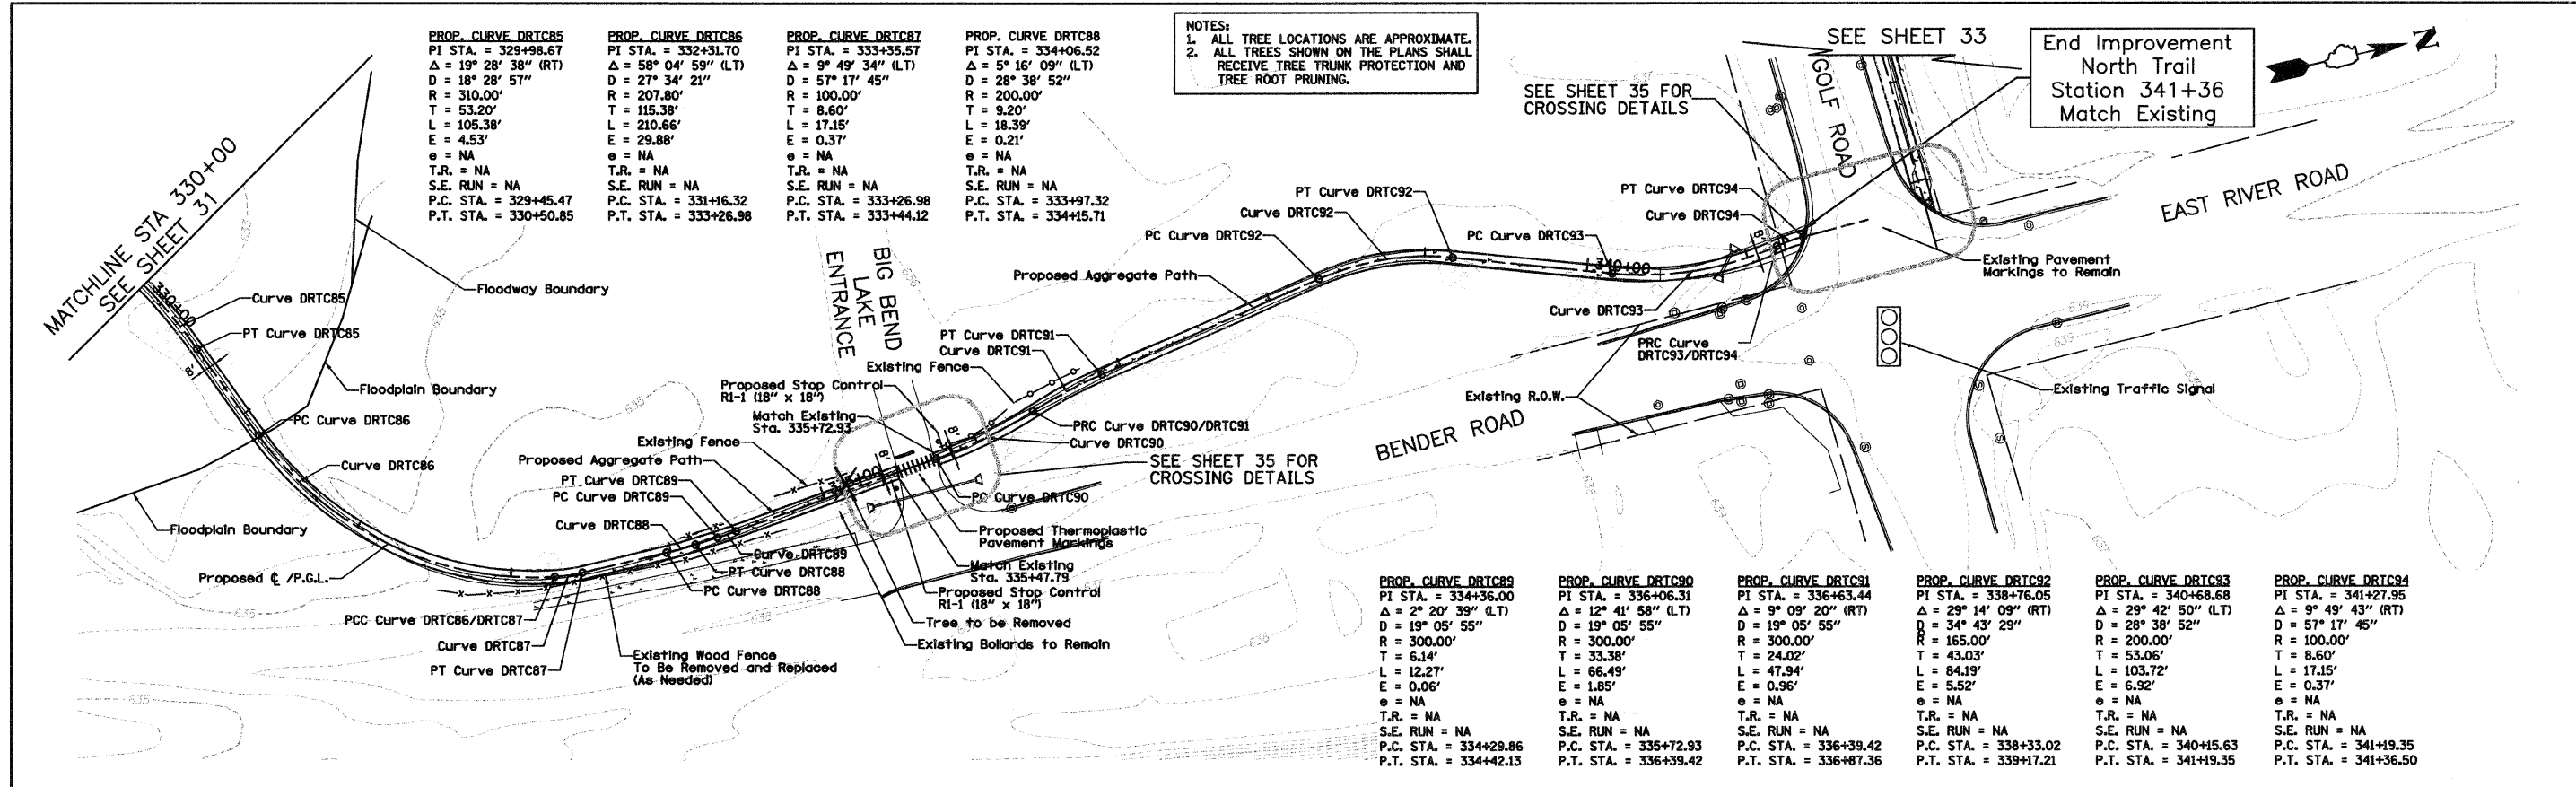 PROP. CURVE DRTC85
PI STA. = 329+98.67
Δ = 19° 28' 38" (RT)
D = 18° 28' 57"
R = 310.00'
T = 53.20'
L = 105.38'
E = 4.53'
e = NA
T.R. = NA
S.E. RUN = NA
P.C. STA. = 329+45.47
P.T. STA. = 330+50.85
PROP. CURVE DRTC86
PI STA. = 332+31.70
Δ = 58° 04' 59" (LT)
D = 27° 34' 21"
R = 207.80'
T = 115.38'
L = 210.66'
E = 29.88'
e = NA
T.R. = NA
S.E. RUN = NA
P.C. STA. = 331+16.32
P.T. STA. = 333+26.98
PROP. CURVE DRTC87
PI STA. = 333+35.57
Δ = 9° 49' 34" (LT)
D = 57° 17' 45"
R = 100.00'
T = 8.60'
L = 17.15'
E = 0.37'
e = NA
T.R. = NA
S.E. RUN = NA
P.C. STA. = 333+26.98
P.T. STA. = 333+44.12
PROP. CURVE DRTC88
PI STA. = 334+06.52
Δ = 5° 16' 09" (LT)
D = 28° 38' 52"
R = 200.00'
T = 9.20'
L = 18.39'
E = 0.21'
e = NA
T.R. = NA
S.E. RUN = NA
P.C. STA. = 333+97.32
P.T. STA. = 334+15.71
NOTES:
1. ALL TREE LOCATIONS ARE APPROXIMATE.
2. ALL TREES SHOWN ON THE PLANS SHALL
RECEIVE TREE TRUNK PROTECTION AND
TREE ROOT PRUNING.
SEE SHEET 33
End Improvement
North Trail
Station 341+36
Match Existing
N
SEE SHEET 35 FOR
CROSSING DETAILS
GOLF ROAD
EAST RIVER ROAD
MATCHLINE STA 330+00
SEE SHEET 31
330+00
Curve DRTC85
PT Curve DRTC85
8'
Floodway Boundary
Floodplain Boundary
PC Curve DRTC86
Curve DRTC86
Floodplain Boundary
Proposed ℄ /P.G.L.
PCC Curve DRTC86/DRTC87
Curve DRTC87
PT Curve DRTC87
Existing Wood Fence
To Be Removed and Replaced
(As Needed)
BIG BEND
LAKE
ENTRANCE
Proposed Stop Control
R1-1 (18" x 18")
Match Existing
Sta. 335+72.93
Existing Fence
Proposed Aggregate Path
PT Curve DRTC89
PC Curve DRTC89
Curve DRTC88
Curve DRTC89
PT Curve DRTC88
PC Curve DRTC88
8'
8'
Existing Fence
Curve DRTC91
PT Curve DRTC91
Proposed Aggregate Path
PC Curve DRTC92
Curve DRTC92
PT Curve DRTC92
PC Curve DRTC93
340+00
PT Curve DRTC94
Curve DRTC94
8'
Curve DRTC93
PRC Curve
DRTC93/DRTC94
Existing Pavement
Markings to Remain
Existing Traffic Signal
Existing R.O.W.
BENDER ROAD
PRC Curve DRTC90/DRTC91
Curve DRTC90
SEE SHEET 35 FOR
CROSSING DETAILS
PC Curve DRTC90
Proposed Thermoplastic
Pavement Markings
Match Existing
Sta. 335+47.79
Proposed Stop Control
R1-1 (18" x 18")
Tree to be Removed
Existing Bollards to Remain
635
635
635
635
635
636
636
639
639
PROP. CURVE DRTC89
PI STA. = 334+36.00
Δ = 2° 20' 39" (LT)
D = 19° 05' 55"
R = 300.00'
T = 6.14'
L = 12.27'
E = 0.06'
e = NA
T.R. = NA
S.E. RUN = NA
P.C. STA. = 334+29.86
P.T. STA. = 334+42.13
PROP. CURVE DRTC90
PI STA. = 336+06.31
Δ = 12° 41' 58" (LT)
D = 19° 05' 55"
R = 300.00'
T = 33.38'
L = 66.49'
E = 1.85'
e = NA
T.R. = NA
S.E. RUN = NA
P.C. STA. = 335+72.93
P.T. STA. = 336+39.42
PROP. CURVE DRTC91
PI STA. = 336+63.44
Δ = 9° 09' 20" (RT)
D = 19° 05' 55"
R = 300.00'
T = 24.02'
L = 47.94'
E = 0.96'
e = NA
T.R. = NA
S.E. RUN = NA
P.C. STA. = 336+39.42
P.T. STA. = 336+87.36
PROP. CURVE DRTC92
PI STA. = 338+76.05
Δ = 29° 14' 09" (RT)
D = 34° 43' 29"
R = 165.00'
T = 43.03'
L = 84.19'
E = 5.52'
e = NA
T.R. = NA
S.E. RUN = NA
P.C. STA. = 338+33.02
P.T. STA. = 339+17.21
PROP. CURVE DRTC93
PI STA. = 340+68.68
Δ = 29° 42' 50" (LT)
D = 28° 38' 52"
R = 200.00'
T = 53.06'
L = 103.72'
E = 6.92'
e = NA
T.R. = NA
S.E. RUN = NA
P.C. STA. = 340+15.63
P.T. STA. = 341+19.35
PROP. CURVE DRTC94
PI STA. = 341+27.95
Δ = 9° 49' 43" (RT)
D = 57° 17' 45"
R = 100.00'
T = 8.60'
L = 17.15'
E = 0.37'
e = NA
T.R. = NA
S.E. RUN = NA
P.C. STA. = 341+19.35
P.T. STA. = 341+36.50